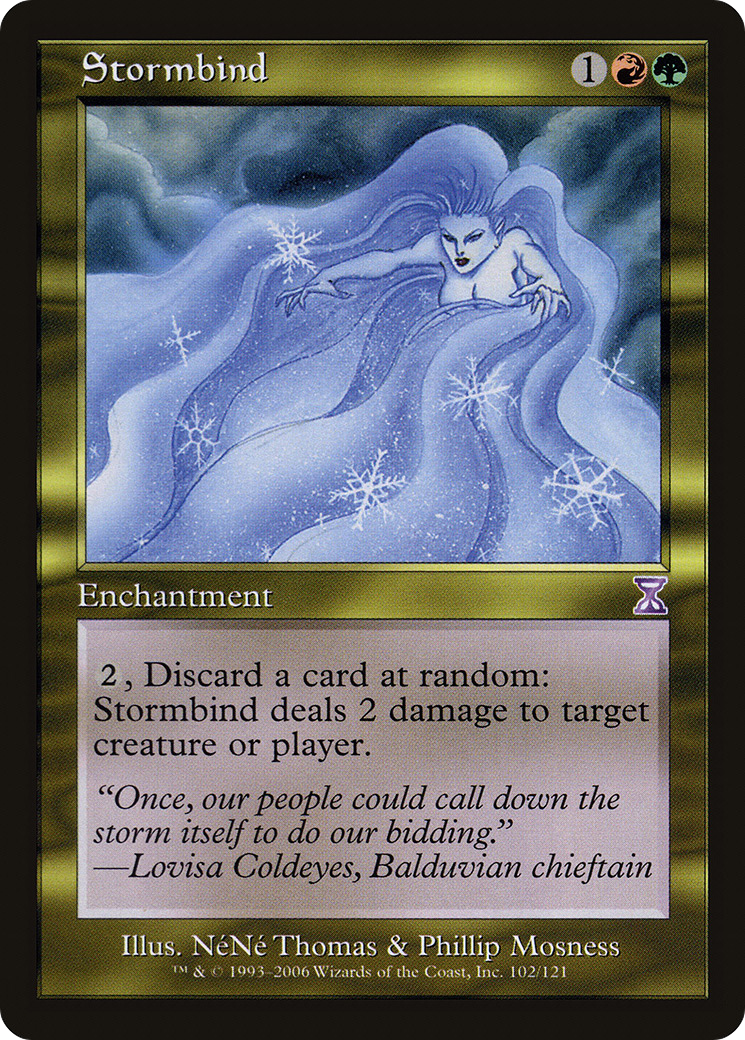 Stormbind 1
Enchantment
2, Discard a card at random:
Stormbind deals 2 damage to target
creature or player.
“Once, our people could call down the
storm itself to do our bidding.”
—Lovisa Coldeyes, Balduvian chieftain
Illus. NéNé Thomas & Phillip Mosness
™ & © 1993–2006 Wizards of the Coast, Inc. 102/121